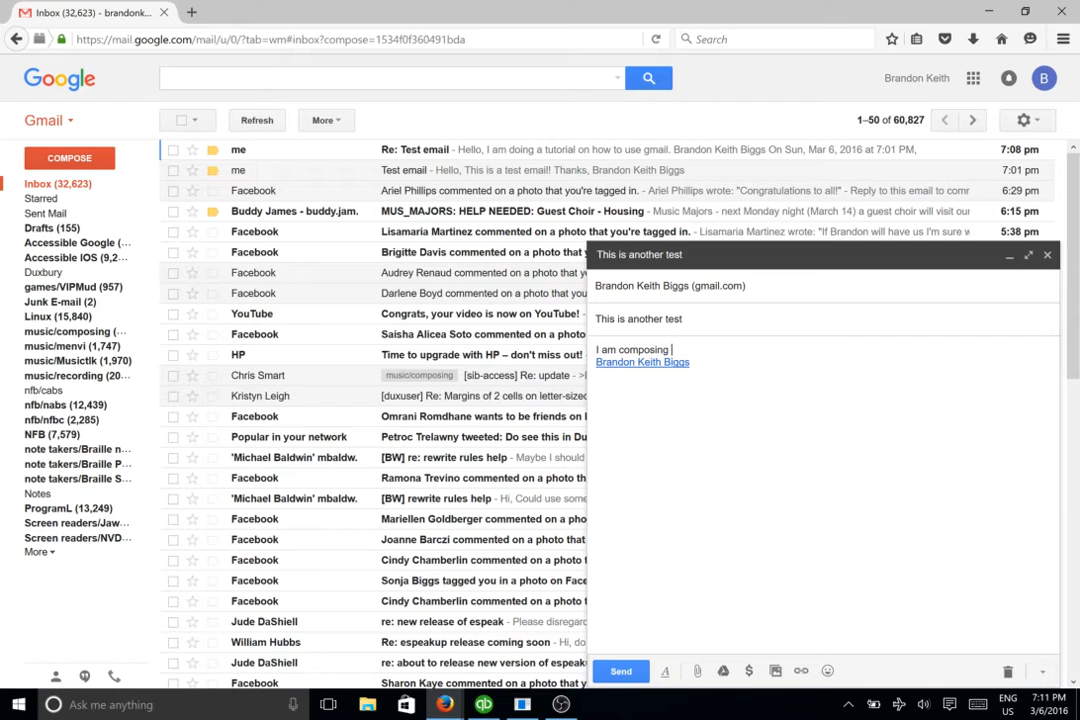 Inbox (32,623) - brandonk...
https://mail.google.com/mail/u/0/?tab=wm#inbox?compose=1534f0f360491bda
Search
Google
Brandon Keith
B
Gmail
Refresh
More
1–50 of 60,827
COMPOSE
Inbox (32,623)
Starred
Sent Mail
Drafts (155)
Accessible Google (...
Accessible IOS (9,2...
Duxbury
games/VIPMud (957)
Junk E-mail (2)
Linux (15,840)
music/composing (...
music/menvi (1,747)
music/Musictlk (1,970)
music/recording (20...
nfb/cabs
nfb/nabs (12,439)
nfb/nfbc (2,285)
NFB (7,579)
note takers/Braille n...
note takers/Braille P...
note takers/Braille S...
Notes
ProgramL (13,249)
Screen readers/Jaw...
Screen readers/NVD...
More
me Re: Test email - Hello, I am doing a tutorial on how to use gmail. Brandon Keith Biggs On Sun, Mar 6, 2016 at 7:01 PM, 7:08 pm
me Test email - Hello, This is a test email! Thanks, Brandon Keith Biggs 7:01 pm
Facebook Ariel Phillips commented on a photo that you're tagged in. - Ariel Phillips wrote: "Congratulations to all!" - Reply to this email to comr 6:29 pm
Buddy James - buddy.jam. MUS_MAJORS: HELP NEEDED: Guest Choir - Housing - Music Majors - next Monday night (March 14) a guest choir will visit our 6:15 pm
Facebook Lisamaria Martinez commented on a photo that you're tagged in. - Lisamaria Martinez wrote: "If Brandon will have us I'm sure w 5:38 pm
Facebook Brigitte Davis commented on a photo that
Facebook Audrey Renaud commented on a photo that
Facebook Darlene Boyd commented on a photo that
YouTube Congrats, your video is now on YouTube! -
Facebook Saisha Alicea Soto commented on a photo
HP Time to upgrade with HP – don't miss out! -
Chris Smart music/composing [sib-access] Re: update - >I
Kristyn Leigh [duxuser] Re: Margins of 2 cells on letter-sized
Facebook Omrani Romdhane wants to be friends on
Popular in your network Petroc Trelawny tweeted: Do see this in Du
'Michael Baldwin' mbaldw. [BW] re: rewrite rules help - Maybe I should
Facebook Ramona Trevino commented on a photo
'Michael Baldwin' mbaldw. [BW] rewrite rules help - Hi, Could use some
Facebook Mariellen Goldberger commented on a pho
Facebook Joanne Barczi commented on a photo
Facebook Cindy Chamberlin commented on a photo
Facebook Sonja Biggs tagged you in a photo on Face
Facebook Cindy Chamberlin commented on a photo
Jude DaShiell re: new release of espeak - Please disregard
William Hubbs Re: espeakup release coming soon - Hi, do
Jude DaShiell re: about to release new version of espeak
Facebook Sharon Kaye commented on a photo
This is another test
Brandon Keith Biggs (gmail.com)
This is another test
I am composing
Brandon Keith Biggs
Send
A
$
Ask me anything
ENG
US
7:11 PM
3/6/2016